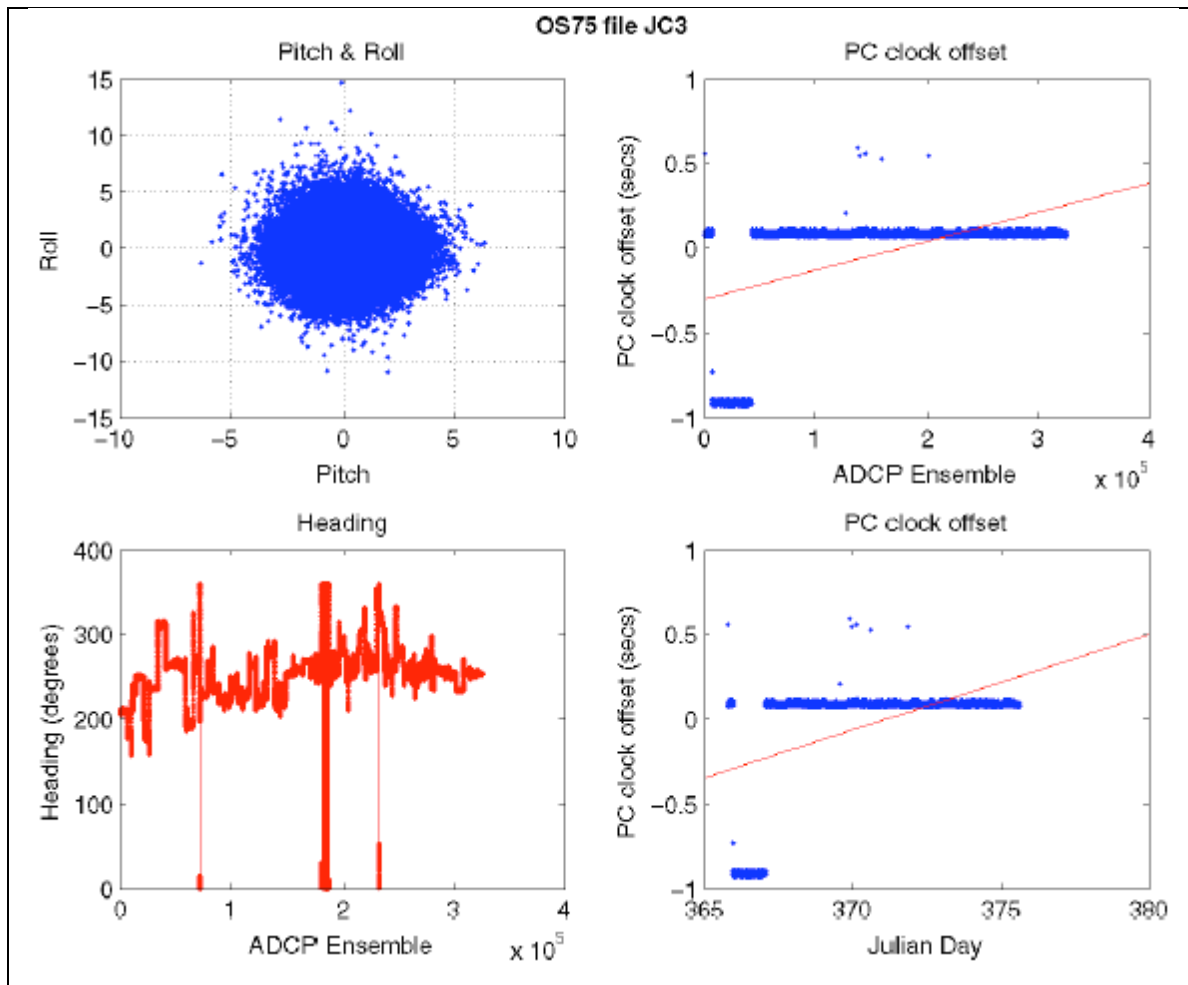 OS75 file JC3
Pitch & Roll
15
10
5
0
−5
−10
−15
−10
−5
0
5
10
Roll
Pitch
PC clock offset
1
0.5
0
−0.5
−1
0
1
2
3
4
x 10^5
PC clock offset (secs)
ADCP Ensemble
Heading
400
300
200
100
0
0
1
2
3
4
x 10^5
Heading (degrees)
ADCP Ensemble
PC clock offset
1
0.5
0
−0.5
−1
365
370
375
380
PC clock offset (secs)
Julian Day